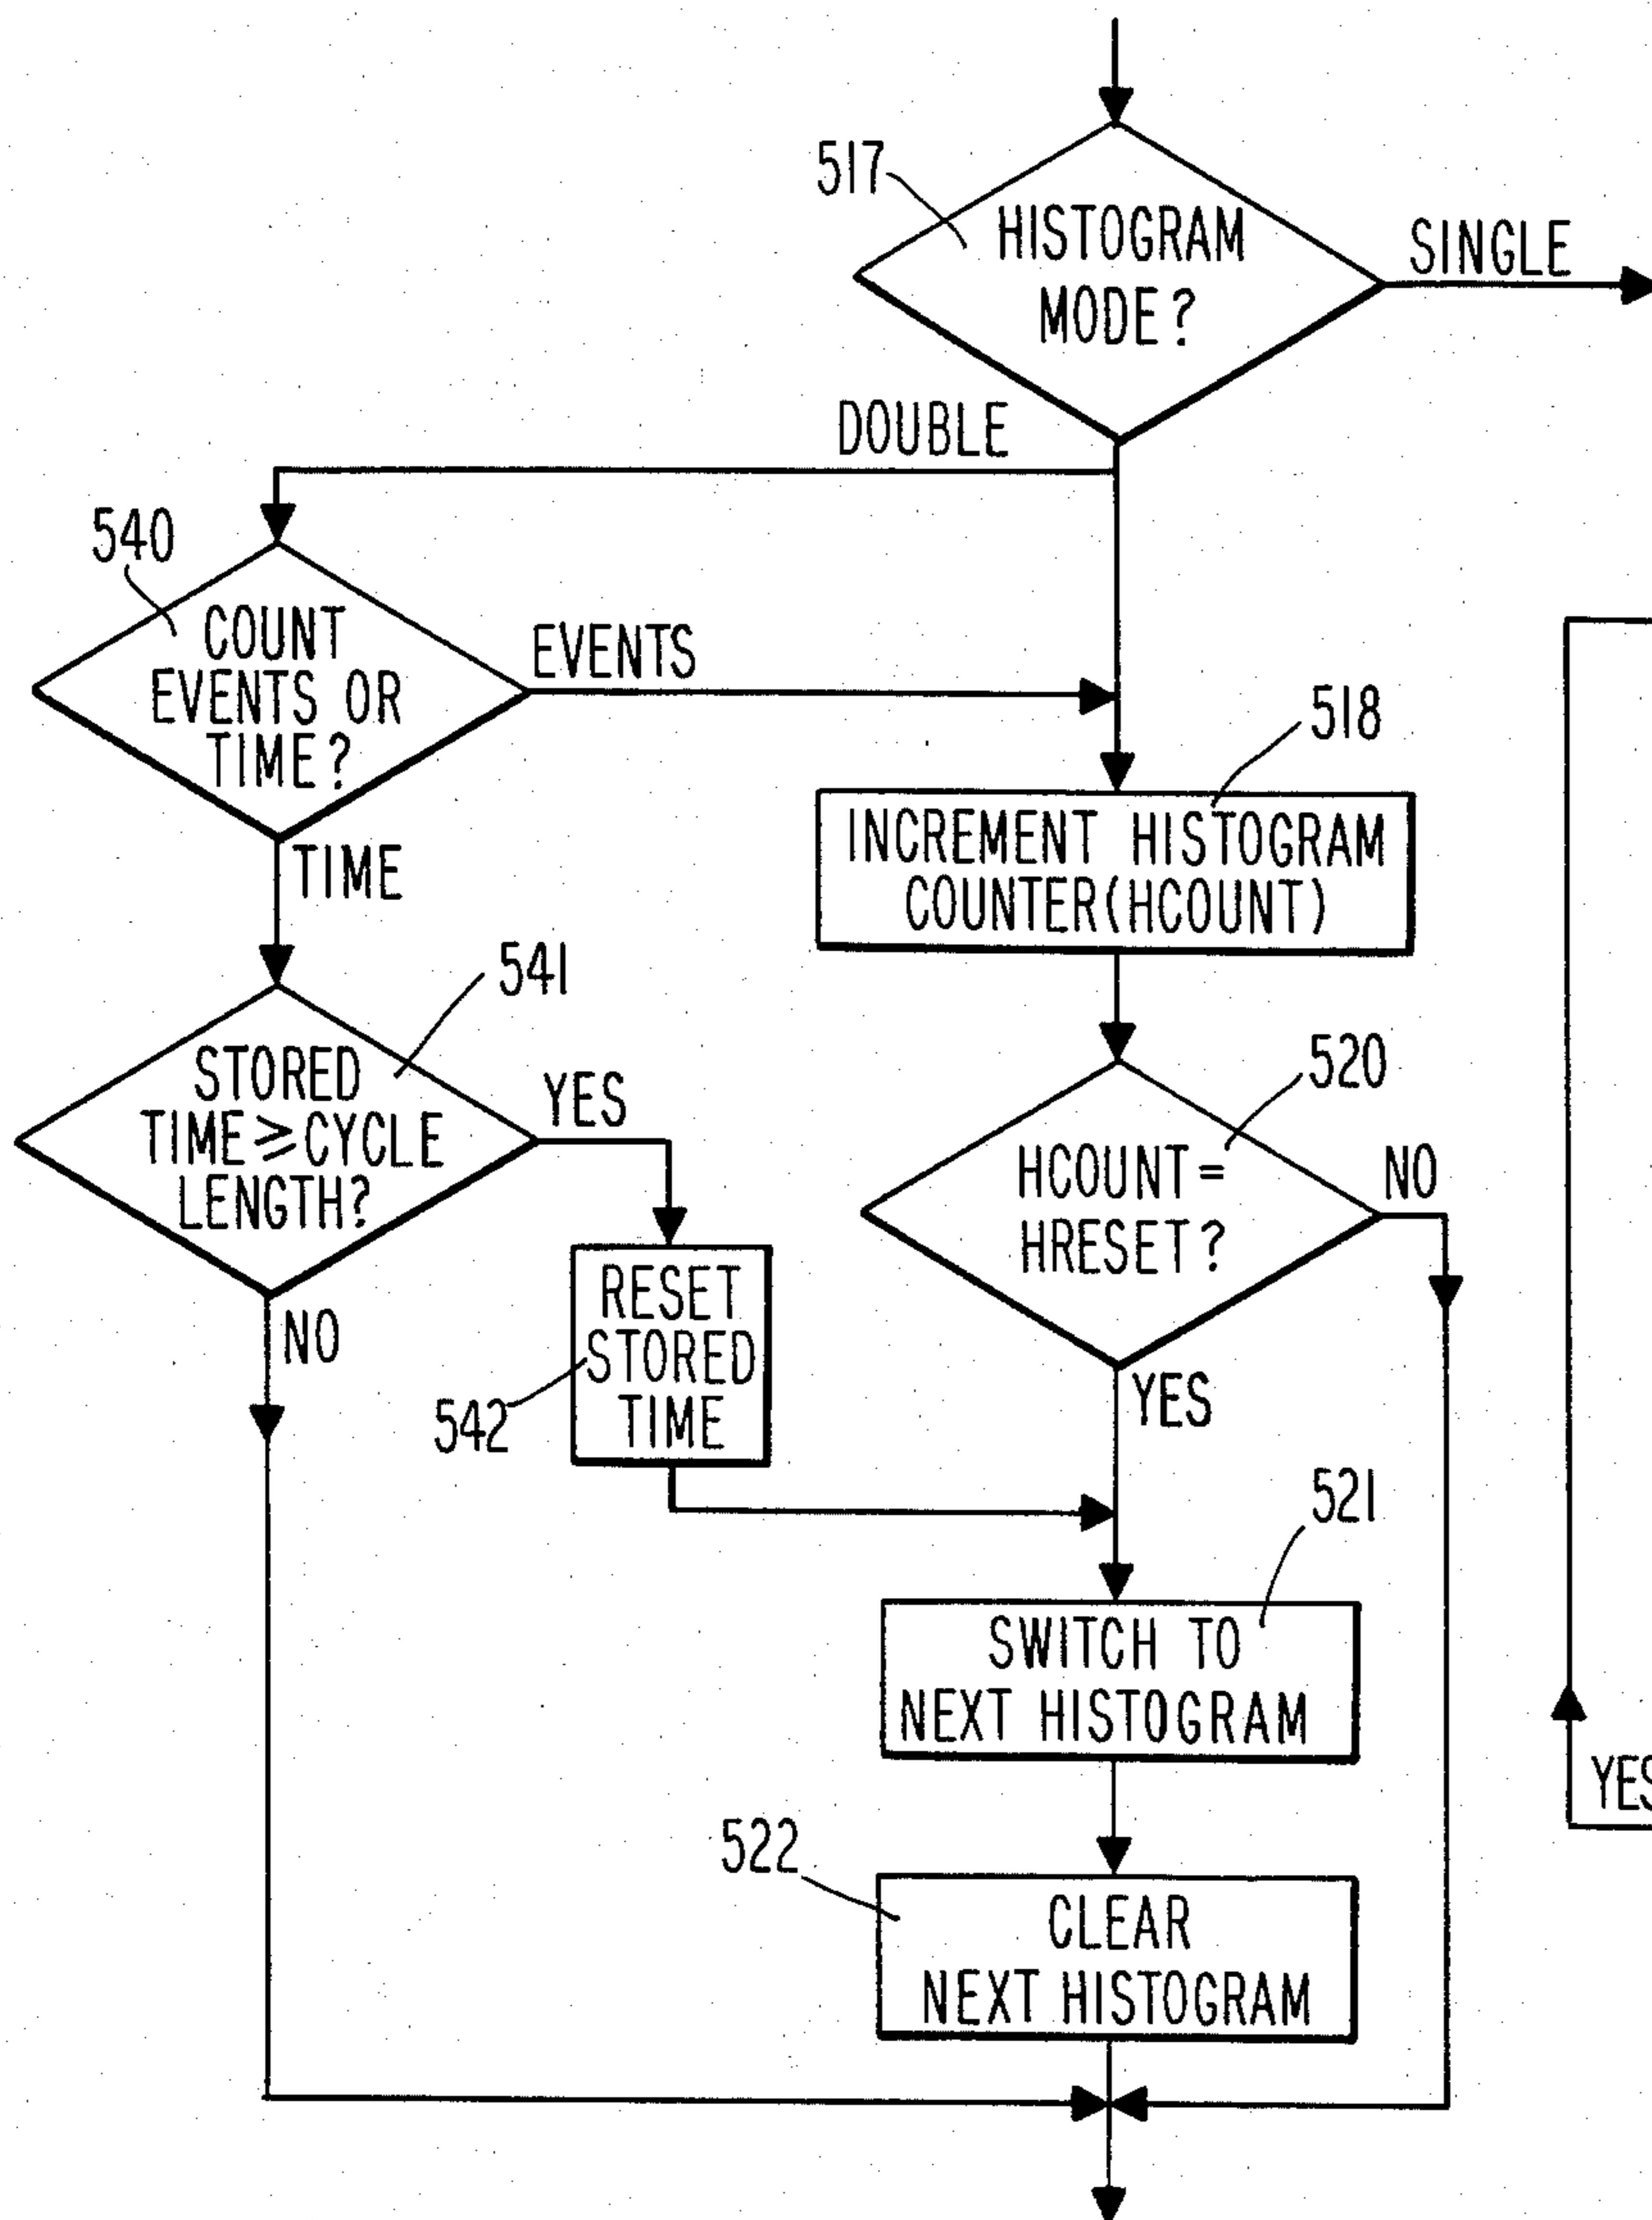 517
HISTOGRAM
MODE?
SINGLE
DOUBLE
540
COUNT
EVENTS OR
TIME?
EVENTS
TIME
518
INCREMENT HISTOGRAM
COUNTER(HCOUNT)
541
STORED
TIME≥CYCLE
LENGTH?
YES
NO
520
HCOUNT=
HRESET?
NO
YES
RESET
STORED
TIME
542
521
SWITCH TO
NEXT HISTOGRAM
YES
522
CLEAR
NEXT HISTOGRAM